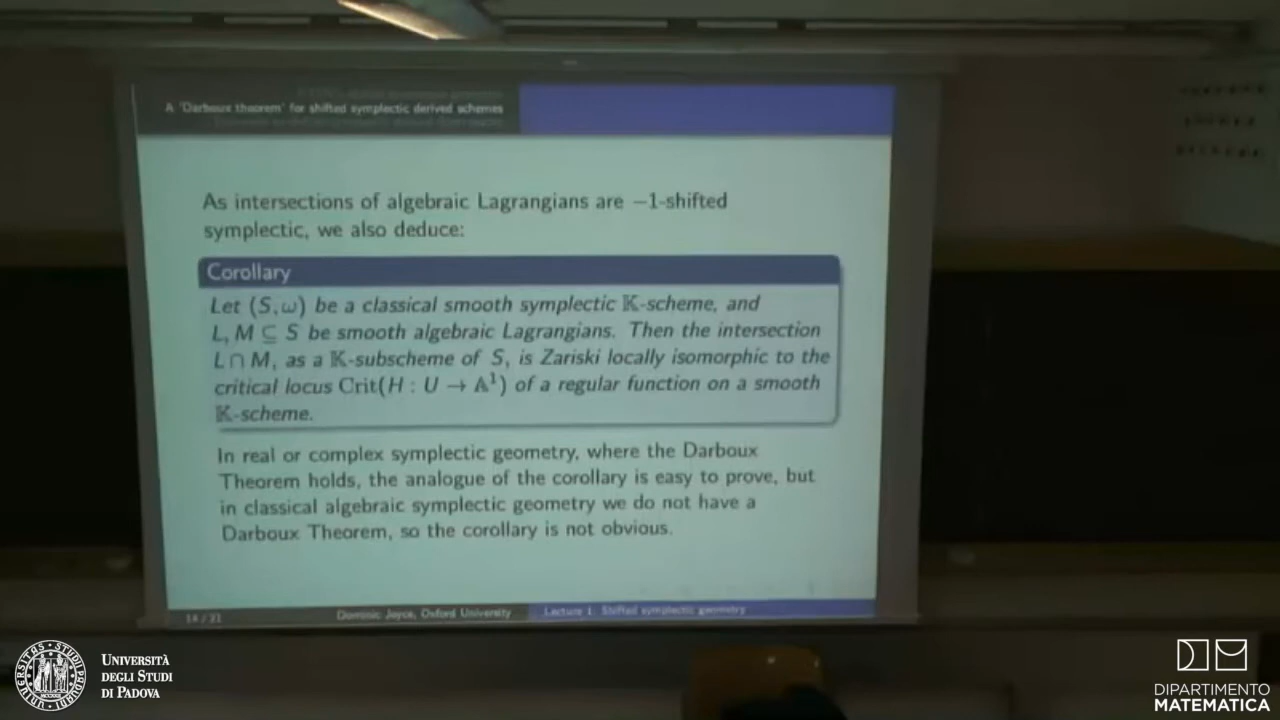 A 'Darboux theorem' for shifted symplectic derived schemes
As intersections of algebraic Lagrangians are −1-shifted
symplectic, we also deduce:
Corollary
Let (S, ω) be a classical smooth symplectic 𝕂-scheme, and
L, M ⊆ S be smooth algebraic Lagrangians. Then the intersection
L ∩ M, as a 𝕂-subscheme of S, is Zariski locally isomorphic to the
critical locus Crit(H : U → 𝔸¹) of a regular function on a smooth
𝕂-scheme.
In real or complex symplectic geometry, where the Darboux
Theorem holds, the analogue of the corollary is easy to prove, but
in classical algebraic symplectic geometry we do not have a
Darboux Theorem, so the corollary is not obvious.
Dominic Joyce, Oxford University
Lecture 1: Shifted symplectic geometry
UNIVERSITÀ
DEGLI STUDI
DI PADOVA
DIPARTIMENTO
MATEMATICA